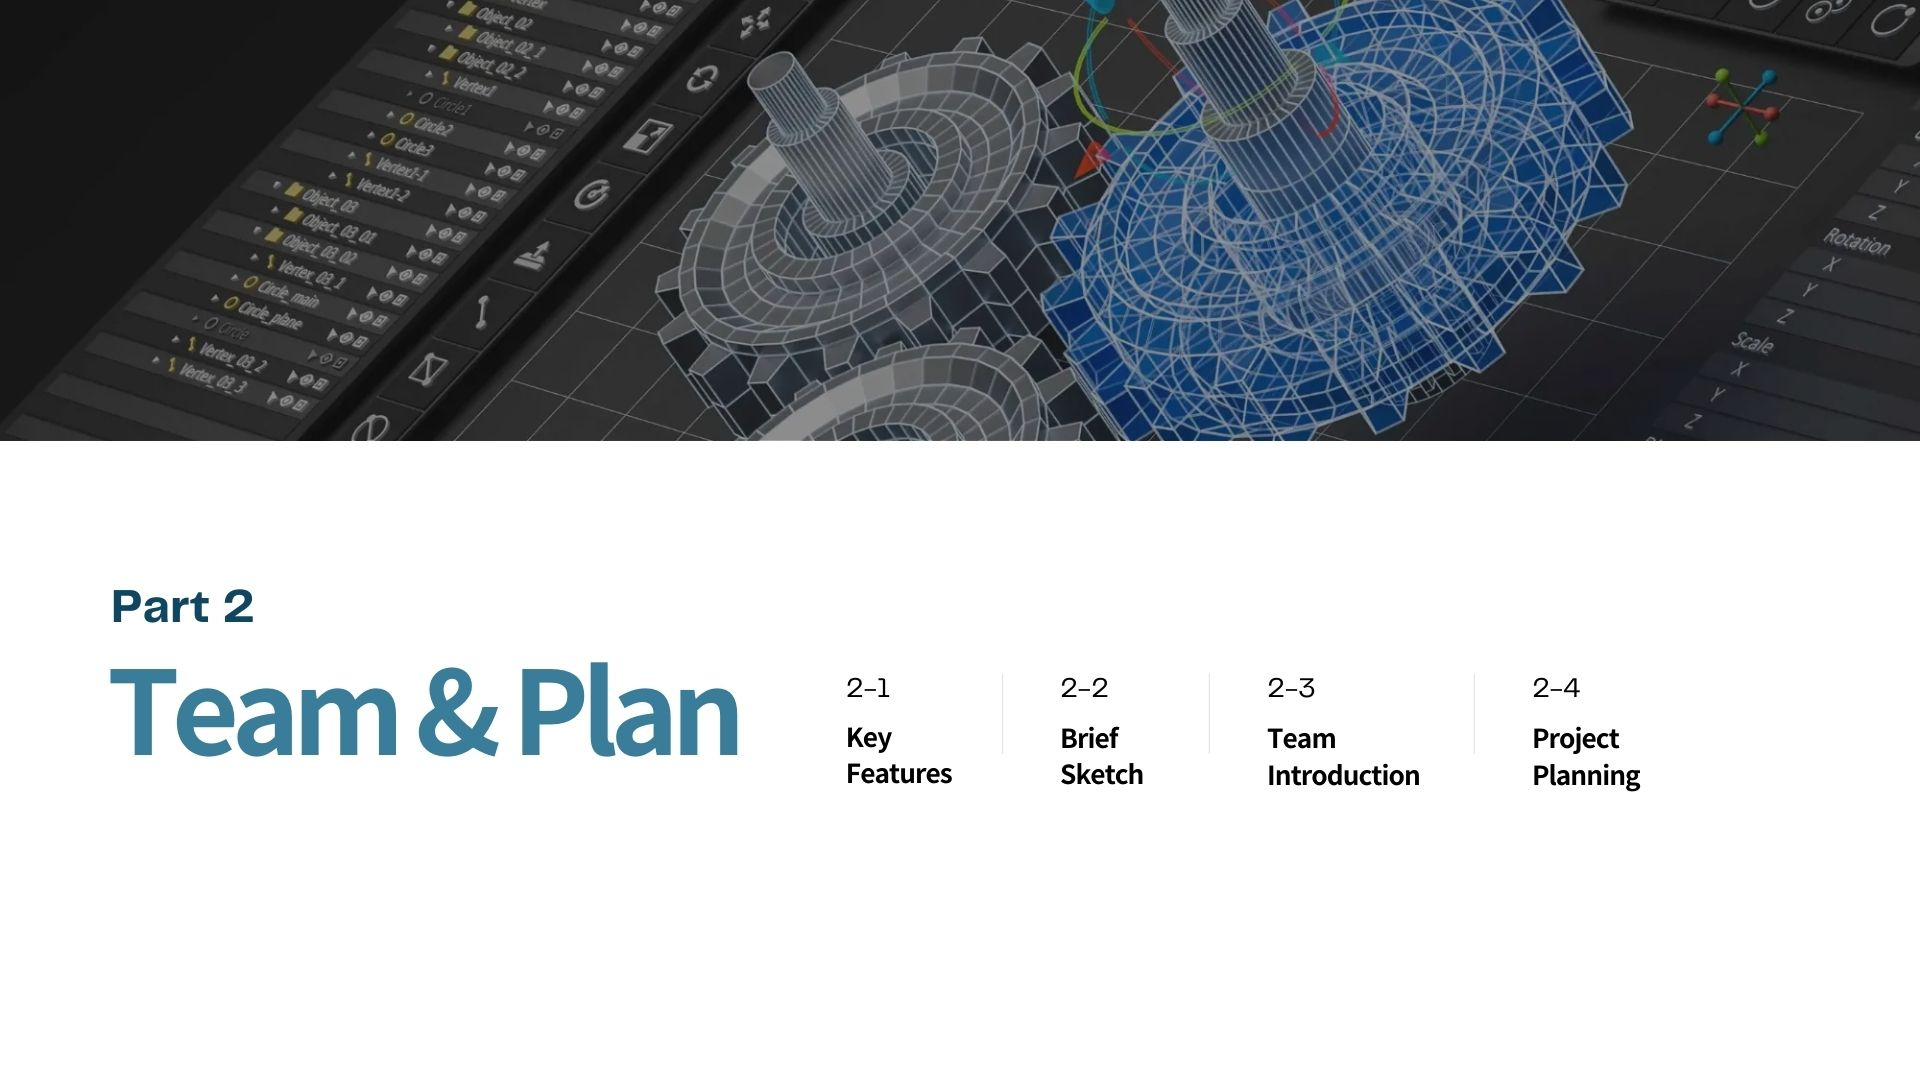 Object_02
Object_02_1
Object_02_2
Vertex1
Circle1
Circle2
Circle3
Vertex1-1
Vertex1-2
Object_03
Object_03_01
Object_03_02
Vertex_03_1
Circle_main
Circle_plane
Circle
Vertex_03_2
Vertex_03_3
Y
Z
Rotation
X
Y
Z
Scale
X
Y
Z
Part 2
Team & Plan
2-1
Key
Features
2-2
Brief
Sketch
2-3
Team
Introduction
2-4
Project
Planning